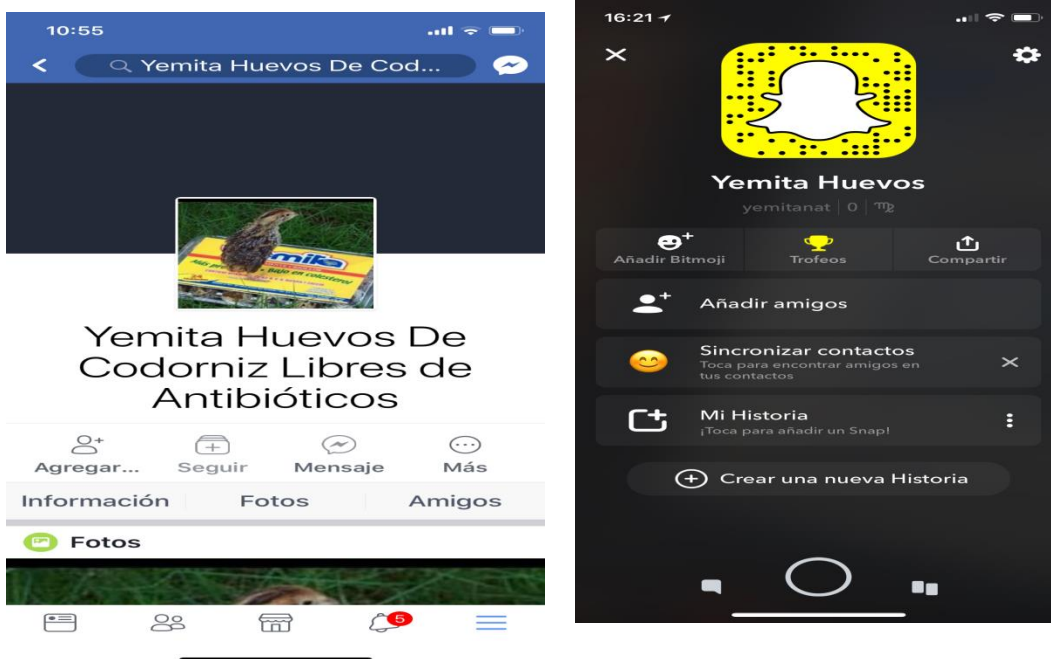 10:55
Yemita Huevos De Cod...
mita
Yemita Huevos De
Codorniz Libres de
Antibióticos
Agregar...
Seguir
Mensaje
Más
Información
Fotos
Amigos
Fotos
5
16:21
Yemita Huevos
yemitanat | 0 | ♍
Añadir Bitmoji
Trofeos
Compartir
Añadir amigos
Sincronizar contactos
Toca para encontrar amigos en
tus contactos
Mi Historia
¡Toca para añadir un Snap!
Crear una nueva Historia